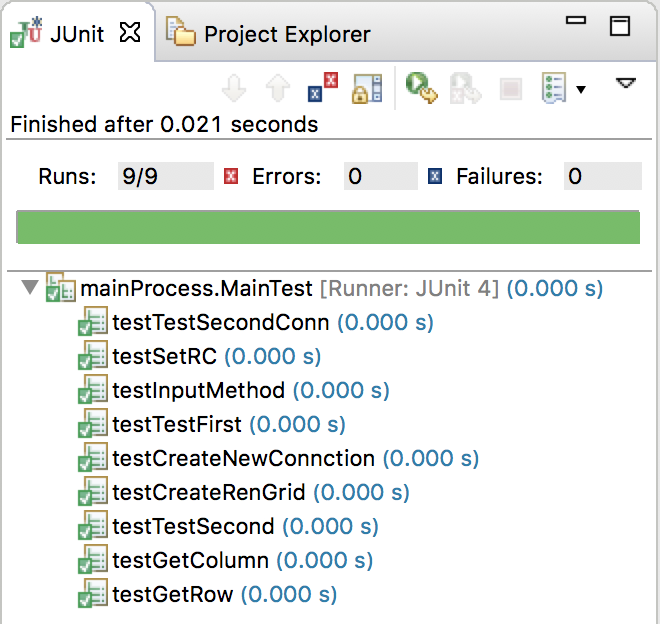 JUnit Project Explorer
Finished after 0.021 seconds
Runs: 9/9 Errors: 0 Failures: 0
mainProcess.MainTest [Runner: JUnit 4] (0.000 s)
testTestSecondConn (0.000 s)
testSetRC (0.000 s)
testInputMethod (0.000 s)
testTestFirst (0.000 s)
testCreateNewConnction (0.000 s)
testCreateRenGrid (0.000 s)
testTestSecond (0.000 s)
testGetColumn (0.000 s)
testGetRow (0.000 s)